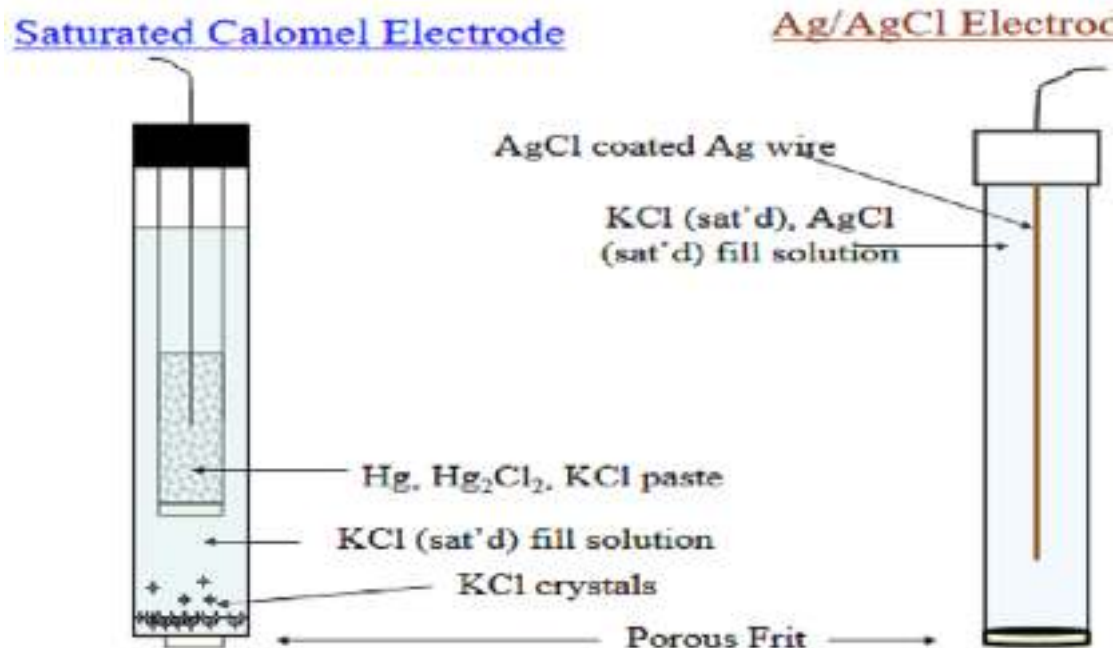 Saturated Calomel Electrode
Ag/AgCl Electrod
AgCl coated Ag wire
KCl (sat'd), AgCl
(sat'd) fill solution
Hg, Hg₂Cl₂, KCl paste
KCl (sat'd) fill solution
KCl crystals
Porous Frit